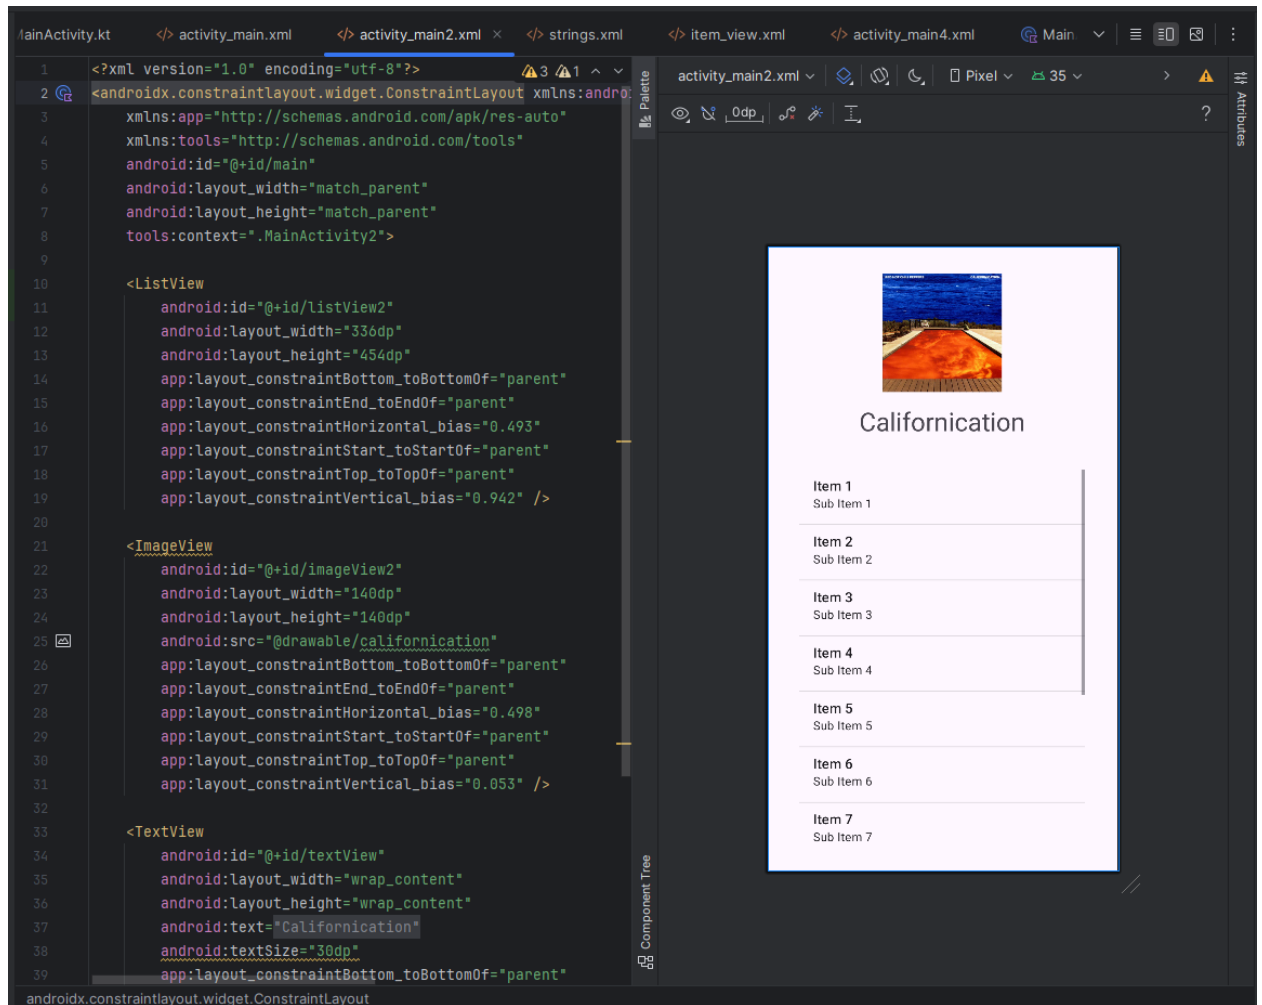 MainActivity.kt
</> activity_main.xml
</> activity_main2.xml ×
</> strings.xml
</> item_view.xml
</> activity_main4.xml
Main
1 <?xml version="1.0" encoding="utf-8"?>
3 1
2 <androidx.constraintlayout.widget.ConstraintLayout xmlns:andro
3 xmlns:app="http://schemas.android.com/apk/res-auto"
4 xmlns:tools="http://schemas.android.com/tools"
5 android:id="@+id/main"
6 android:layout_width="match_parent"
7 android:layout_height="match_parent"
8 tools:context=".MainActivity2">
9
10 <ListView
11 android:id="@+id/listView2"
12 android:layout_width="336dp"
13 android:layout_height="454dp"
14 app:layout_constraintBottom_toBottomOf="parent"
15 app:layout_constraintEnd_toEndOf="parent"
16 app:layout_constraintHorizontal_bias="0.493"
17 app:layout_constraintStart_toStartOf="parent"
18 app:layout_constraintTop_toTopOf="parent"
19 app:layout_constraintVertical_bias="0.942" />
20
21 <ImageView
22 android:id="@+id/imageView2"
23 android:layout_width="140dp"
24 android:layout_height="140dp"
25 android:src="@drawable/californication"
26 app:layout_constraintBottom_toBottomOf="parent"
27 app:layout_constraintEnd_toEndOf="parent"
28 app:layout_constraintHorizontal_bias="0.498"
29 app:layout_constraintStart_toStartOf="parent"
30 app:layout_constraintTop_toTopOf="parent"
31 app:layout_constraintVertical_bias="0.053" />
32
33 <TextView
34 android:id="@+id/textView"
35 android:layout_width="wrap_content"
36 android:layout_height="wrap_content"
37 android:text="Californication"
38 android:textSize="30dp"
39 app:layout_constraintBottom_toBottomOf="parent"
androidx.constraintlayout.widget.ConstraintLayout
Palette
Component Tree
activity_main2.xml
Pixel
35
0dp
?
Attributes
Californication
Item 1
Sub Item 1
Item 2
Sub Item 2
Item 3
Sub Item 3
Item 4
Sub Item 4
Item 5
Sub Item 5
Item 6
Sub Item 6
Item 7
Sub Item 7